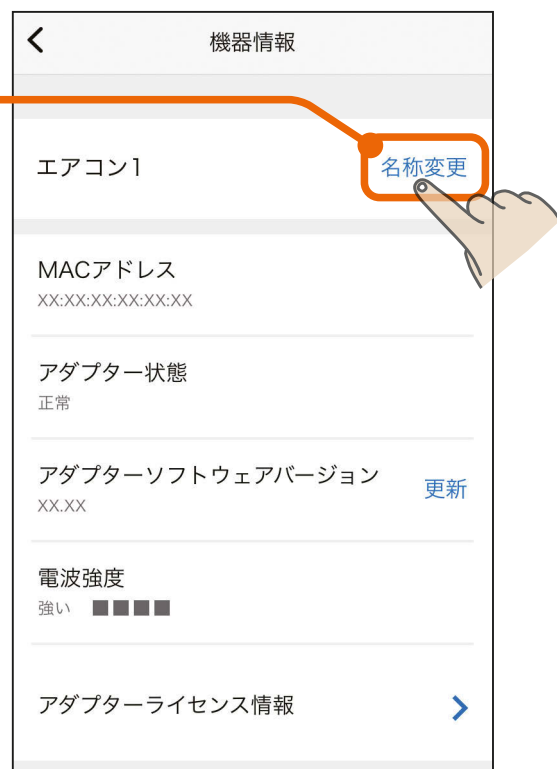 機器情報
エアコン1
名称変更
MACアドレス
XX:XX:XX:XX:XX:XX
アダプター状態
正常
アダプターソフトウェアバージョン
更新
XX.XX
電波強度
強い ■■■■
アダプターライセンス情報